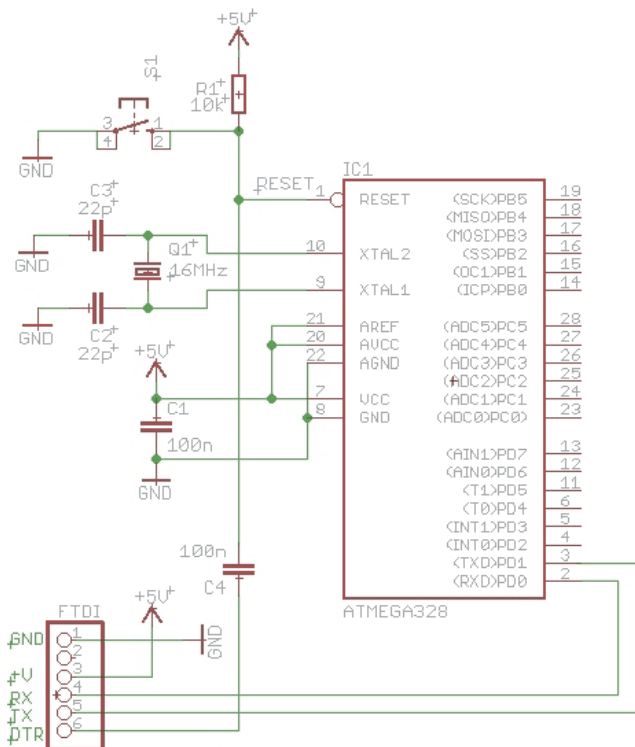 +5V
S1
R1
10k
3 1
4 2
GND
IC1
RESET
1 RESET (SCK)PB5 19
(MISO)PB4 18
(MOSI)PB3 17
10 XTAL2 (SS)PB2 16
(OC1)PB1 15
9 XTAL1 (ICP)PB0 14
C3
22p
GND
Q1
16MHz
GND
C2
22p
21 AREF (ADC5)PC5 28
20 AVCC (ADC4)PC4 27
22 AGND (ADC3)PC3 26
(ADC2)PC2 25
7 VCC (ADC1)PC1 24
8 GND (ADC0)PC0) 23
+5V
C1
100n
GND
(AIN1)PD7 13
(AIN0)PD6 12
(T1)PD5 11
(T0)PD4 6
(INT1)PD3 5
(INT0)PD2 4
(TXD)PD1 3
(RXD)PD0 2
ATMEGA328
100n
C4
+5V
FTDI
GND 1
2
+V 3
RX 4
TX 5
DTR 6
GND